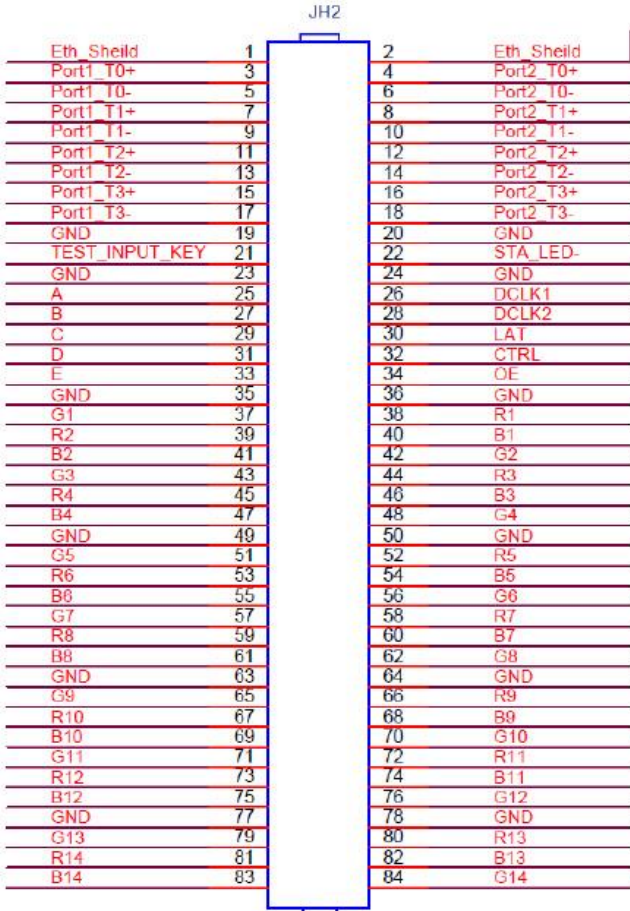 JH2
Eth_Sheild 1 2 Eth_Sheild
Port1_T0+ 3 4 Port2_T0+
Port1_T0- 5 6 Port2_T0-
Port1_T1+ 7 8 Port2_T1+
Port1_T1- 9 10 Port2_T1-
Port1_T2+ 11 12 Port2_T2+
Port1_T2- 13 14 Port2_T2-
Port1_T3+ 15 16 Port2_T3+
Port1_T3- 17 18 Port2_T3-
GND 19 20 GND
TEST_INPUT_KEY 21 22 STA_LED-
GND 23 24 GND
A 25 26 DCLK1
B 27 28 DCLK2
C 29 30 LAT
D 31 32 CTRL
E 33 34 OE
GND 35 36 GND
G1 37 38 R1
R2 39 40 B1
B2 41 42 G2
G3 43 44 R3
R4 45 46 B3
B4 47 48 G4
GND 49 50 GND
G5 51 52 R5
R6 53 54 B5
B6 55 56 G6
G7 57 58 R7
R8 59 60 B7
B8 61 62 G8
GND 63 64 GND
G9 65 66 R9
R10 67 68 B9
B10 69 70 G10
G11 71 72 R11
R12 73 74 B11
B12 75 76 G12
GND 77 78 GND
G13 79 80 R13
R14 81 82 B13
B14 83 84 G14